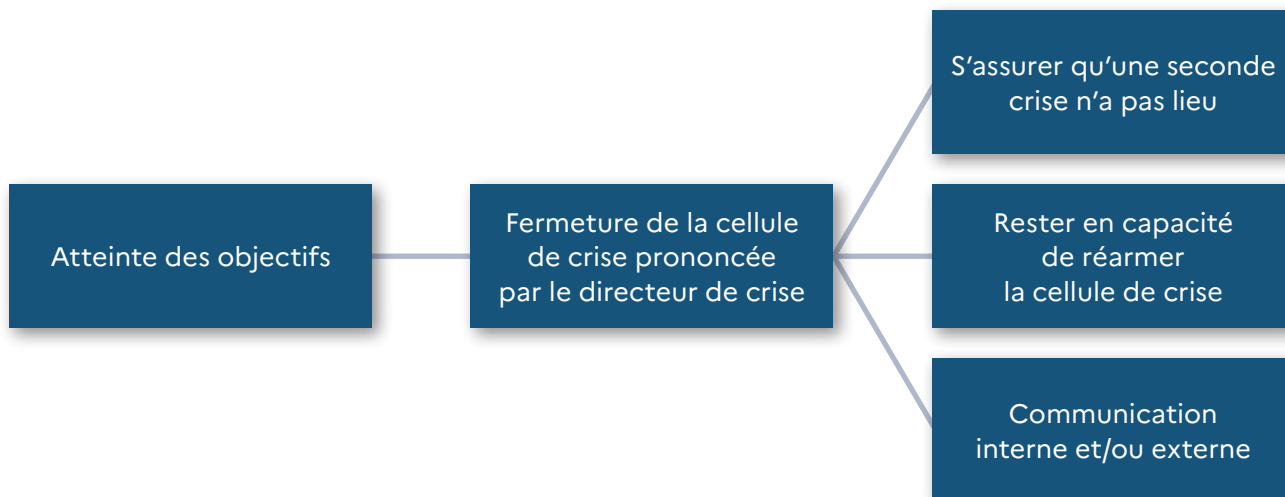 Atteinte des objectifs
Fermeture de la cellule
de crise prononcée
par le directeur de crise
S’assurer qu’une seconde
crise n’a pas lieu
Rester en capacité
de réarmer
la cellule de crise
Communication
interne et/ou externe